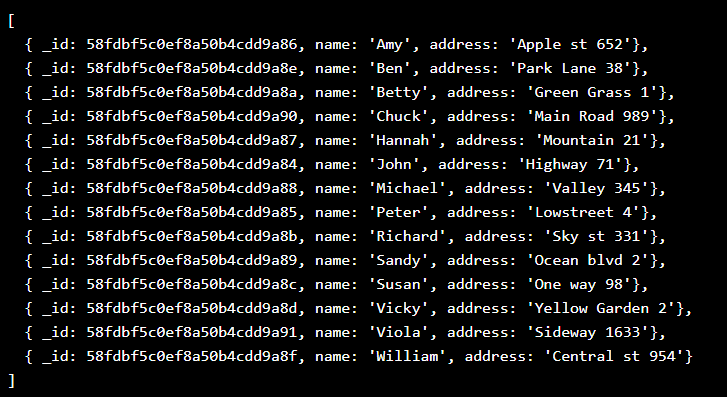 [
{ _id: 58fdbf5c0ef8a50b4cdd9a86, name: 'Amy', address: 'Apple st 652'},
{ _id: 58fdbf5c0ef8a50b4cdd9a8e, name: 'Ben', address: 'Park Lane 38'},
{ _id: 58fdbf5c0ef8a50b4cdd9a8a, name: 'Betty', address: 'Green Grass 1'},
{ _id: 58fdbf5c0ef8a50b4cdd9a90, name: 'Chuck', address: 'Main Road 989'},
{ _id: 58fdbf5c0ef8a50b4cdd9a87, name: 'Hannah', address: 'Mountain 21'},
{ _id: 58fdbf5c0ef8a50b4cdd9a84, name: 'John', address: 'Highway 71'},
{ _id: 58fdbf5c0ef8a50b4cdd9a88, name: 'Michael', address: 'Valley 345'},
{ _id: 58fdbf5c0ef8a50b4cdd9a85, name: 'Peter', address: 'Lowstreet 4'},
{ _id: 58fdbf5c0ef8a50b4cdd9a8b, name: 'Richard', address: 'Sky st 331'},
{ _id: 58fdbf5c0ef8a50b4cdd9a89, name: 'Sandy', address: 'Ocean blvd 2'},
{ _id: 58fdbf5c0ef8a50b4cdd9a8c, name: 'Susan', address: 'One way 98'},
{ _id: 58fdbf5c0ef8a50b4cdd9a8d, name: 'Vicky', address: 'Yellow Garden 2'},
{ _id: 58fdbf5c0ef8a50b4cdd9a91, name: 'Viola', address: 'Sideway 1633'},
{ _id: 58fdbf5c0ef8a50b4cdd9a8f, name: 'William', address: 'Central st 954'}
]